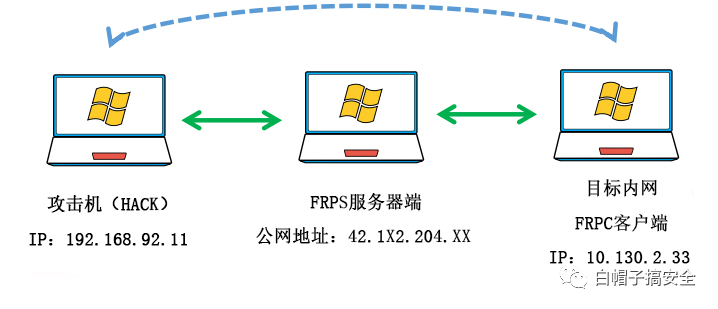 攻击机（HACK）
IP: 192.168.92.11
FRPS服务器端
公网地址: 42.1X2.204.XX
目标内网
FRPC客户端
IP: 10.130.2.33
白帽子搞安全